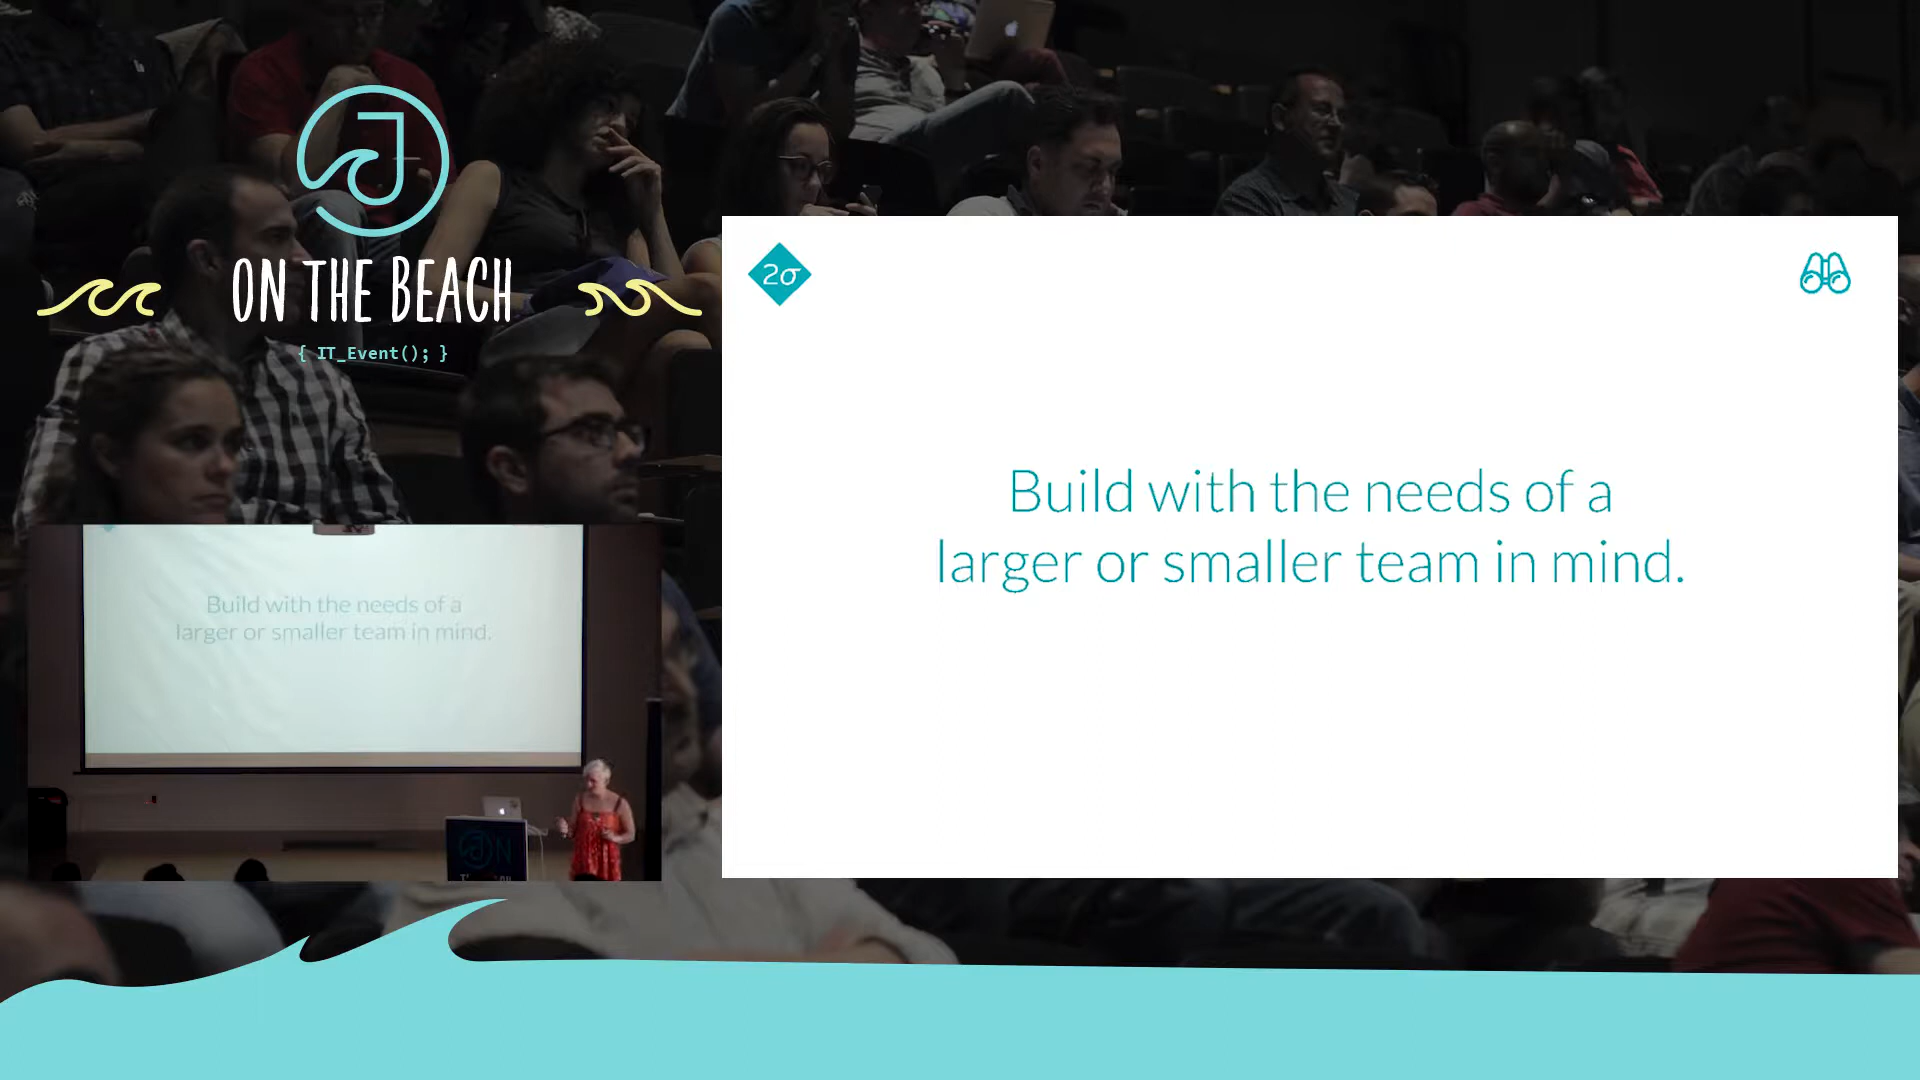 J
ON THE BEACH
{ IT_Event(); }
2σ
Build with the needs of a
larger or smaller team in mind.
Build with the needs of a
larger or smaller team in mind.
ON